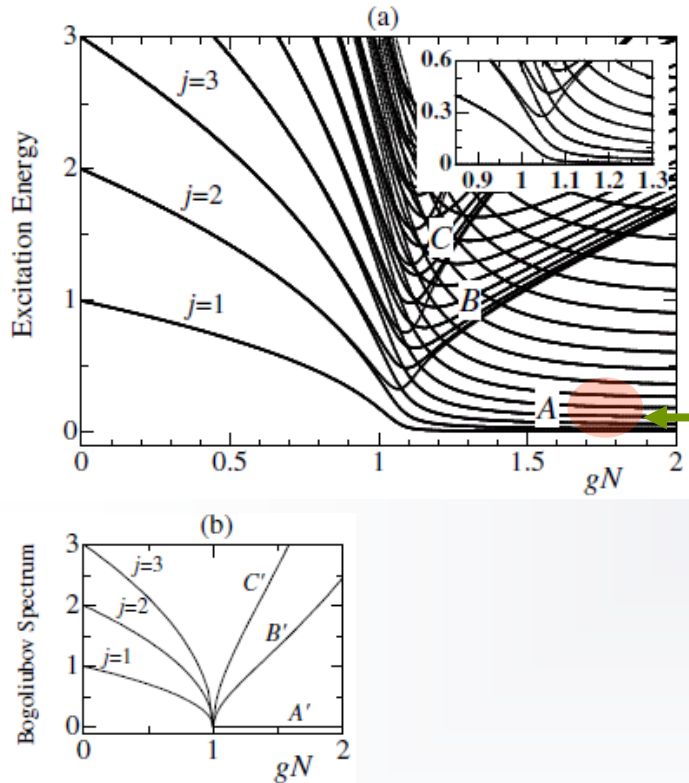 (a)
3
2
1
0
Excitation Energy
j=3
j=2
j=1
A
B
C
0
0.5
1
1.5
2
gN
0.6
0.3
0
0.9
1
1.1
1.2
1.3
(b)
3
2
1
0
Bogoliubov Spectrum
j=3
j=2
j=1
C'
B'
A'
0
1
2
gN